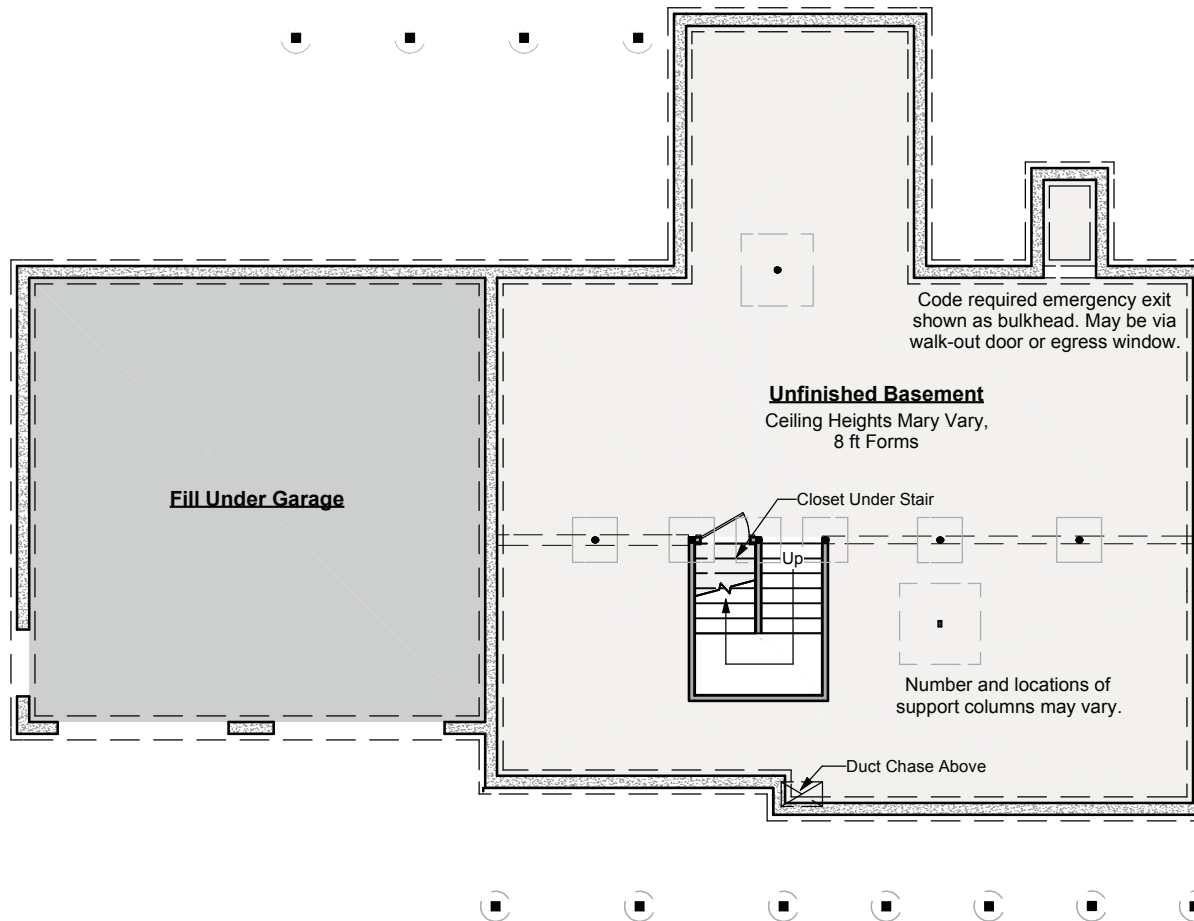 Code required emergency exit
shown as bulkhead. May be via
walk-out door or egress window.
Unfinished Basement
Ceiling Heights Mary Vary,
8 ft Forms
Fill Under Garage
Closet Under Stair
Up
Number and locations of
support columns may vary.
Duct Chase Above